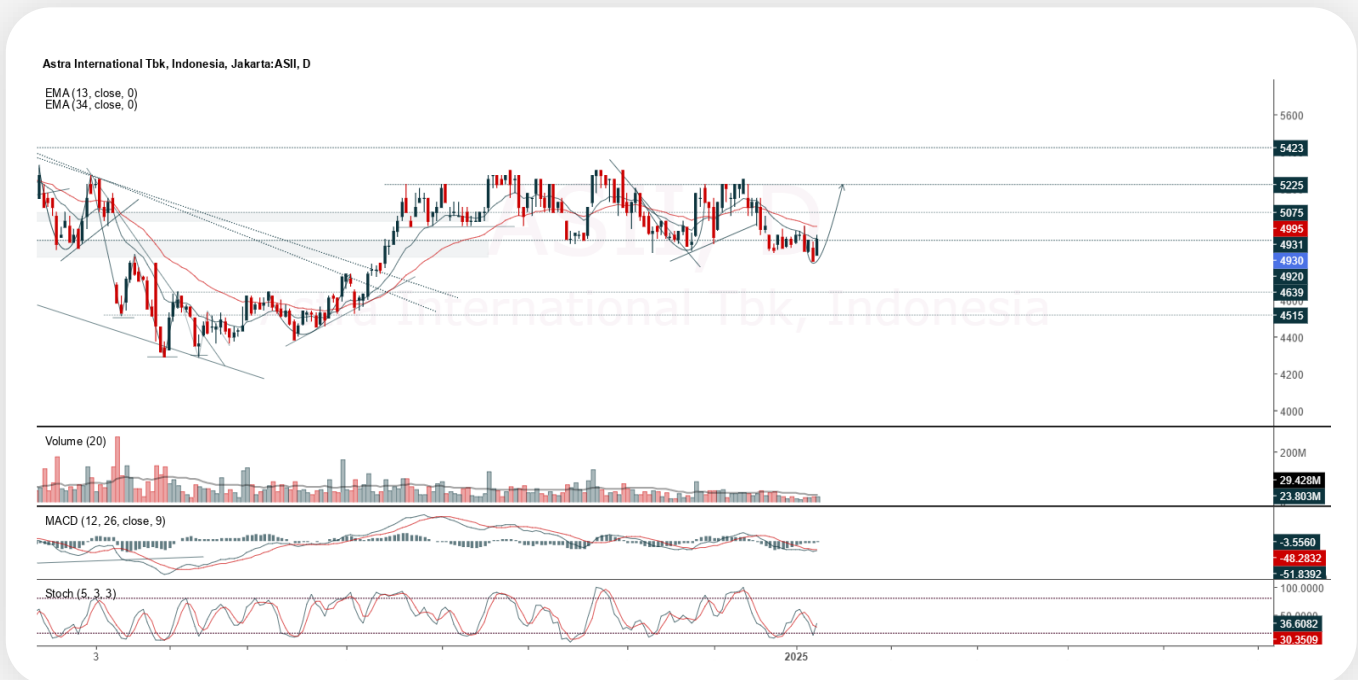 Astra International Tbk, Indonesia, Jakarta:ASII, D
EMA (13, close, 0)
EMA (34, close, 0)
ASII, D
Astra International Tbk, Indonesia
5600
5423
5225
5075
4995
4931
4930
4920
4639
4600
4515
4400
4200
4000
Volume (20)
200M
29.428M
23.803M
MACD (12, 26, close, 9)
-3.5560
-48.2832
-51.8392
Stoch (5, 3, 3)
100.0000
50.0000
36.6082
30.3509
3
2025